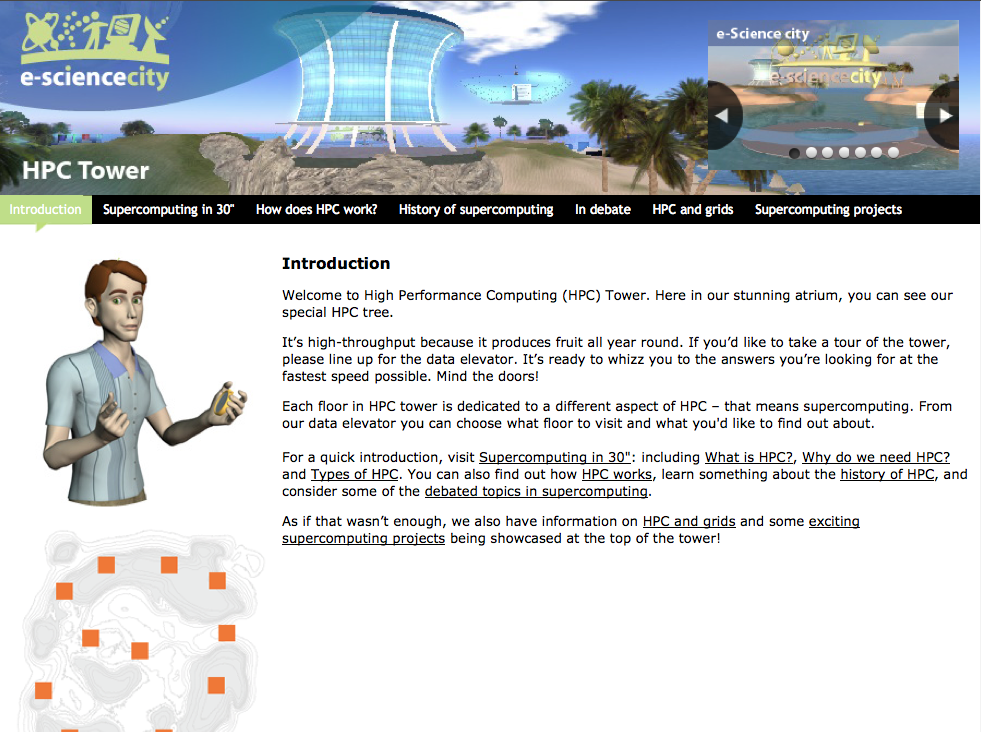 e-sciencecity
HPC Tower
e-Science city
e-sciencecity
Introduction Supercomputing in 30" How does HPC work? History of supercomputing In debate HPC and grids Supercomputing projects
Introduction
Welcome to High Performance Computing (HPC) Tower. Here in our stunning atrium, you can see our
special HPC tree.
It’s high-throughput because it produces fruit all year round. If you’d like to take a tour of the tower,
please line up for the data elevator. It’s ready to whizz you to the answers you’re looking for at the
fastest speed possible. Mind the doors!
Each floor in HPC tower is dedicated to a different aspect of HPC – that means supercomputing. From
our data elevator you can choose what floor to visit and what you'd like to find out about.
For a quick introduction, visit Supercomputing in 30": including What is HPC?, Why do we need HPC?
and Types of HPC. You can also find out how HPC works, learn something about the history of HPC, and
consider some of the debated topics in supercomputing.
As if that wasn’t enough, we also have information on HPC and grids and some exciting
supercomputing projects being showcased at the top of the tower!